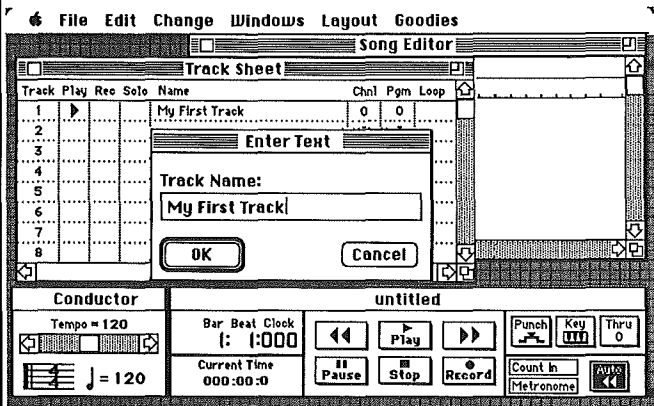 File Edit Change Windows Layout Goodies
Song Editor
Track Sheet
Track Play Rec Solo Name Chnl Pgm Loop
1 My First Track 0 0
2
3
4
5
6
7
8
Enter Text
Track Name:
My First Track
OK Cancel
Conductor
untitled
Tempo = 120
Bar Beat Clock
1: 1:000
Current Time
000:00:0
= 120
4
4
Play
Pause Stop Record
Punch Key Thru
0
Count In
Metronome
Auto